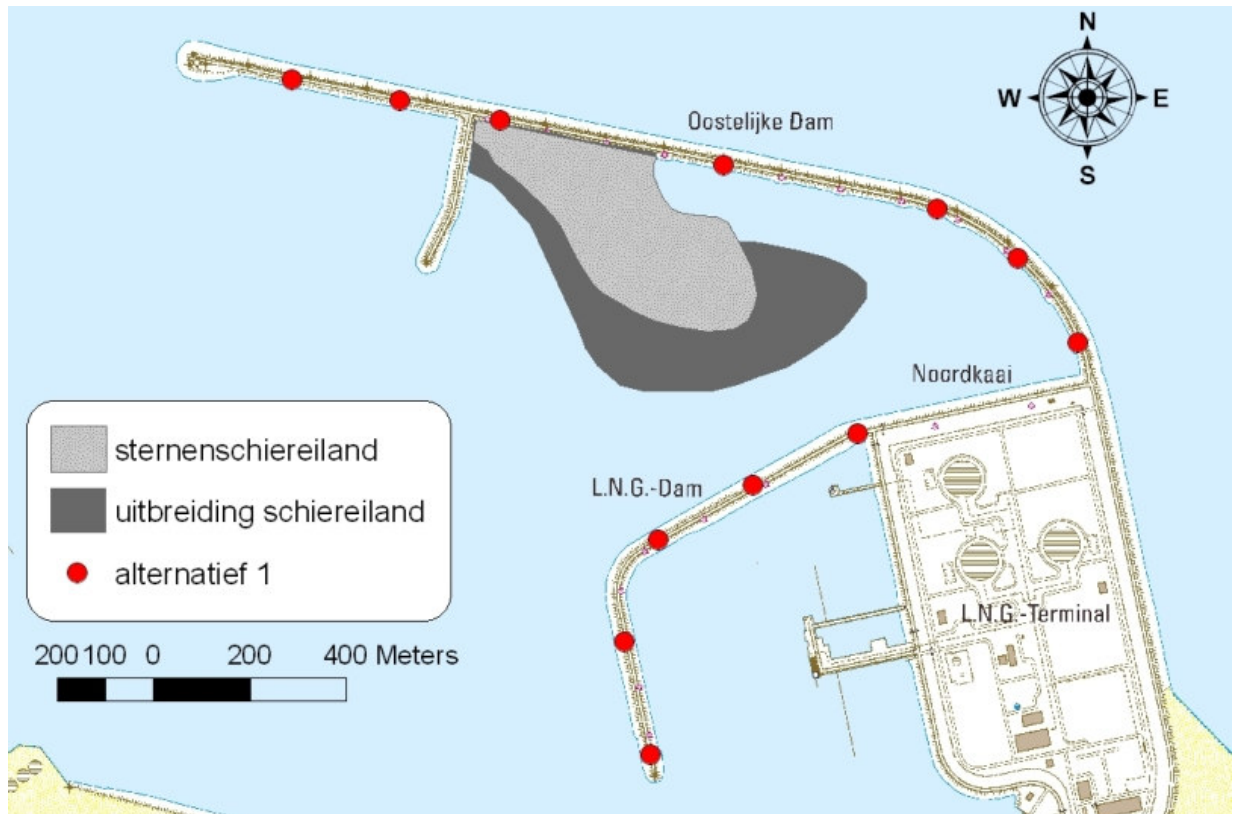 N
W E
S
Oostelijke Dam
Noordkaai
L.N.G.-Dam
L.N.G.-Terminal
sternenschiereiland
uitbreiding schiereiland
alternatief 1
200 100 0 200 400 Meters